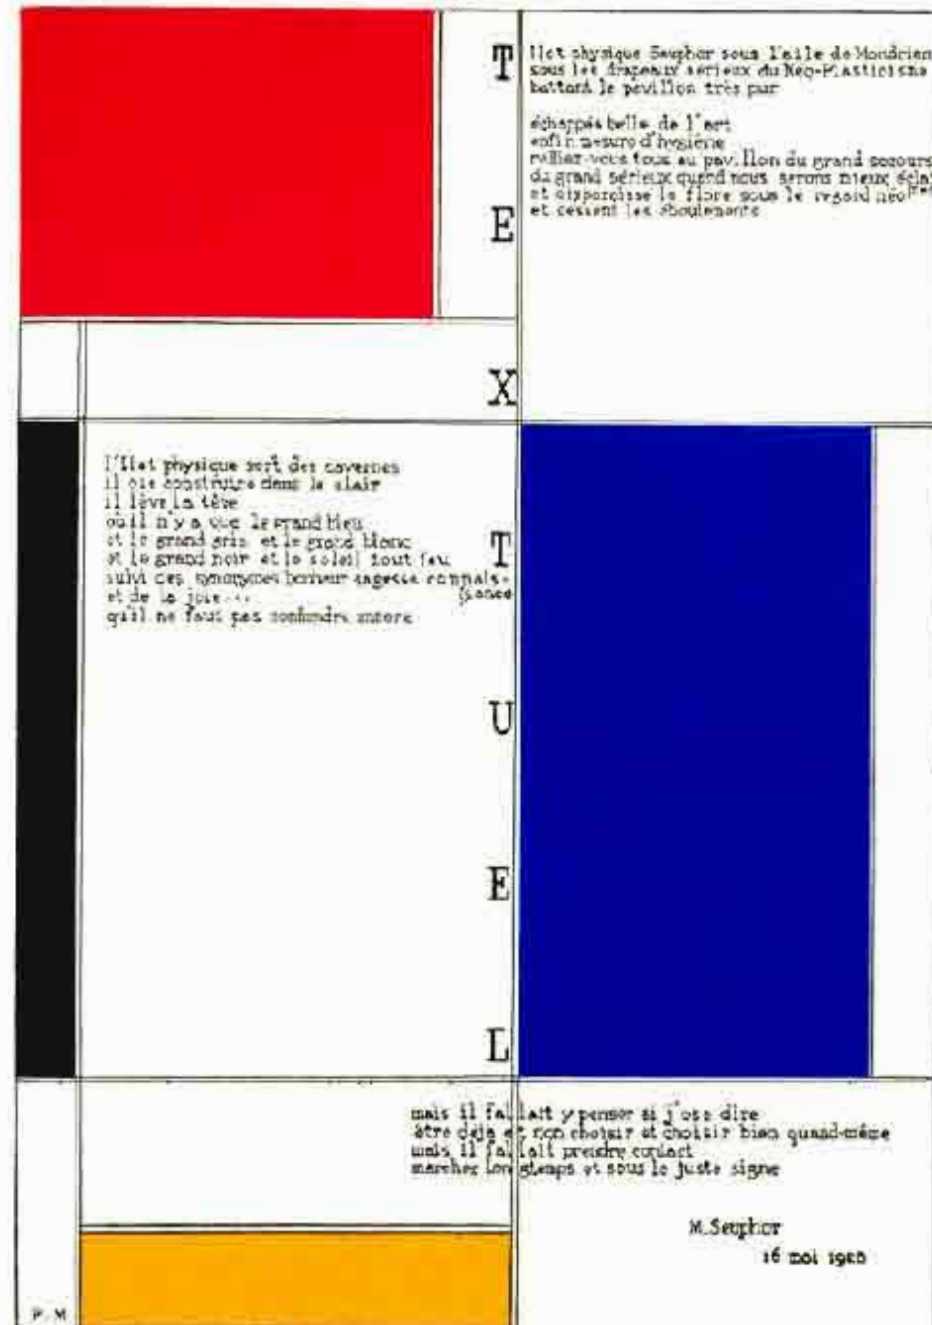 T
E
X
T
U
E
L
Ilot physique Seuphor sous l'aile de Mondrian
sous les drapeaux sérieux du Néo-Plasticisme
battant le pavillon très pur
échappée belle de l'art
enfin mesure d'hygiène
ralliez-vous tous au pavillon du grand secours
du grand sérieux quand nous serons mieux
et disparaisse la flore sous le regard néo
et cessent les éboulements
l'Ilot physique sort des cavernes
il ose construire dans le clair
il lève la tête
où il n'y a que le grand bleu
et le grand gris et le grand blanc
et le grand noir et le soleil tout feu
suivi des synonymes bonheur sagesse connais-
sance
et de la joie
qu'il ne faut pas confondre encore
mais il fallait y penser si j'ose dire
être déjà et non choisir et choisir bien quand-même
mais il fallait prendre contact
marcher longtemps et sous le juste signe
M. Seuphor
16 mai
P. M